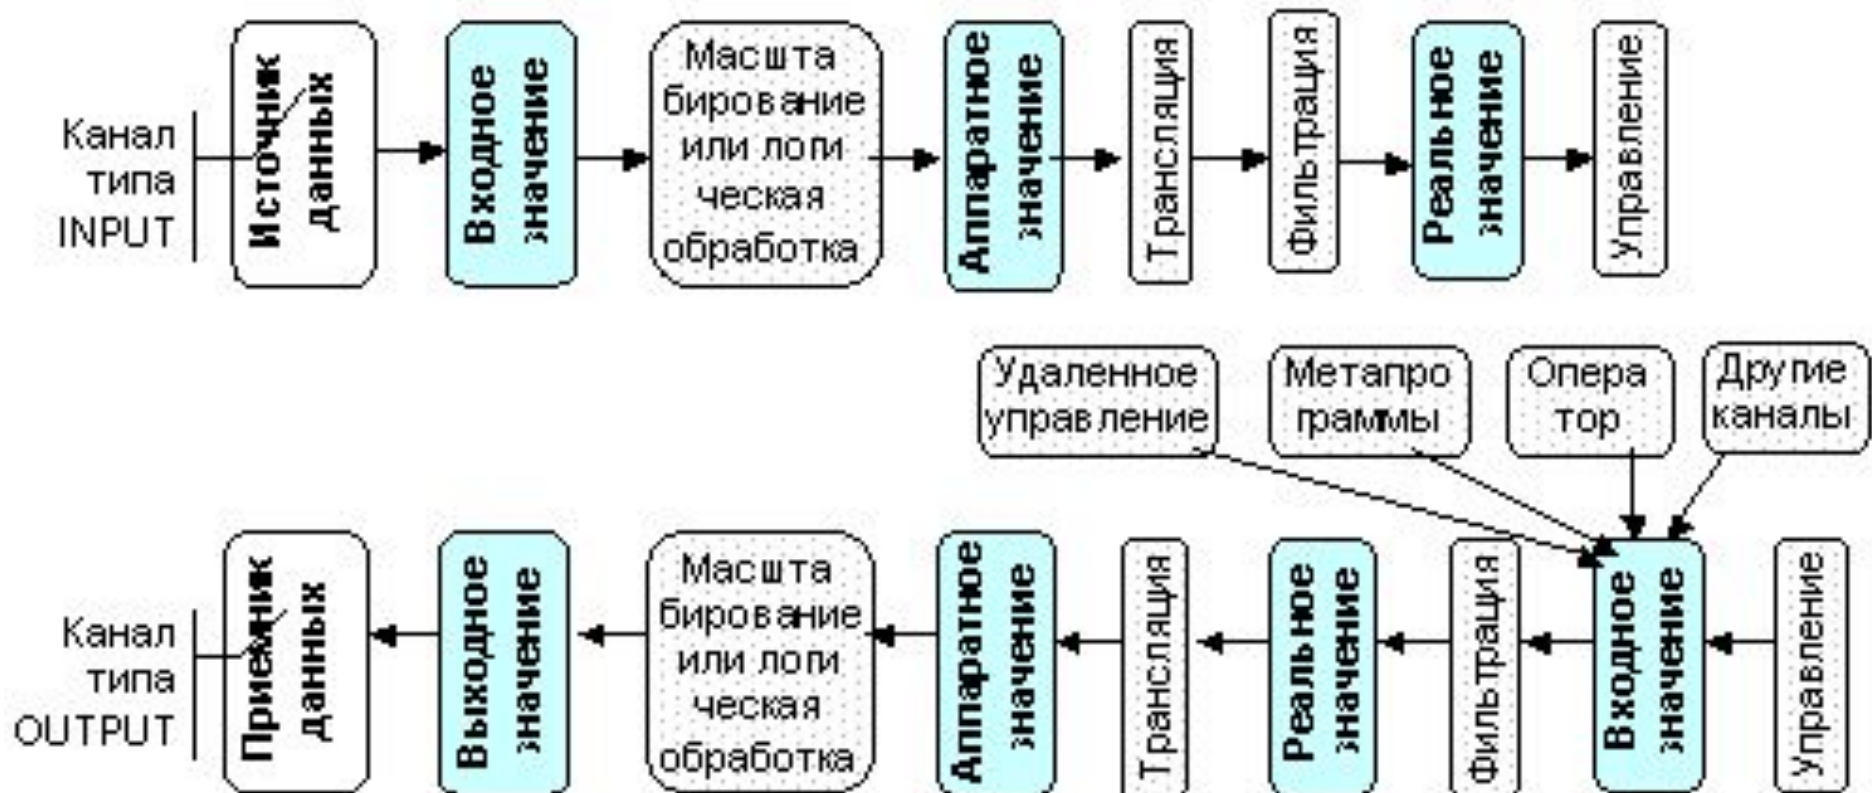 Канал
типа
INPUT
Источник
данных
Входное
значение
Масшта
бирование
или логи
ческая
обработка
Аппаратное
значение
Трансляция
Фильтрация
Реальное
значение
Управление
Удаленное
управление
Метапро
граммы
Опера
тор
Другие
каналы
Канал
типа
OUTPUT
Приемник
данных
Выходное
значение
Масшта
бирование
или логи
ческая
обработка
Аппаратное
значение
Трансляция
Реальное
значение
Фильтрация
Входное
значение
Управление